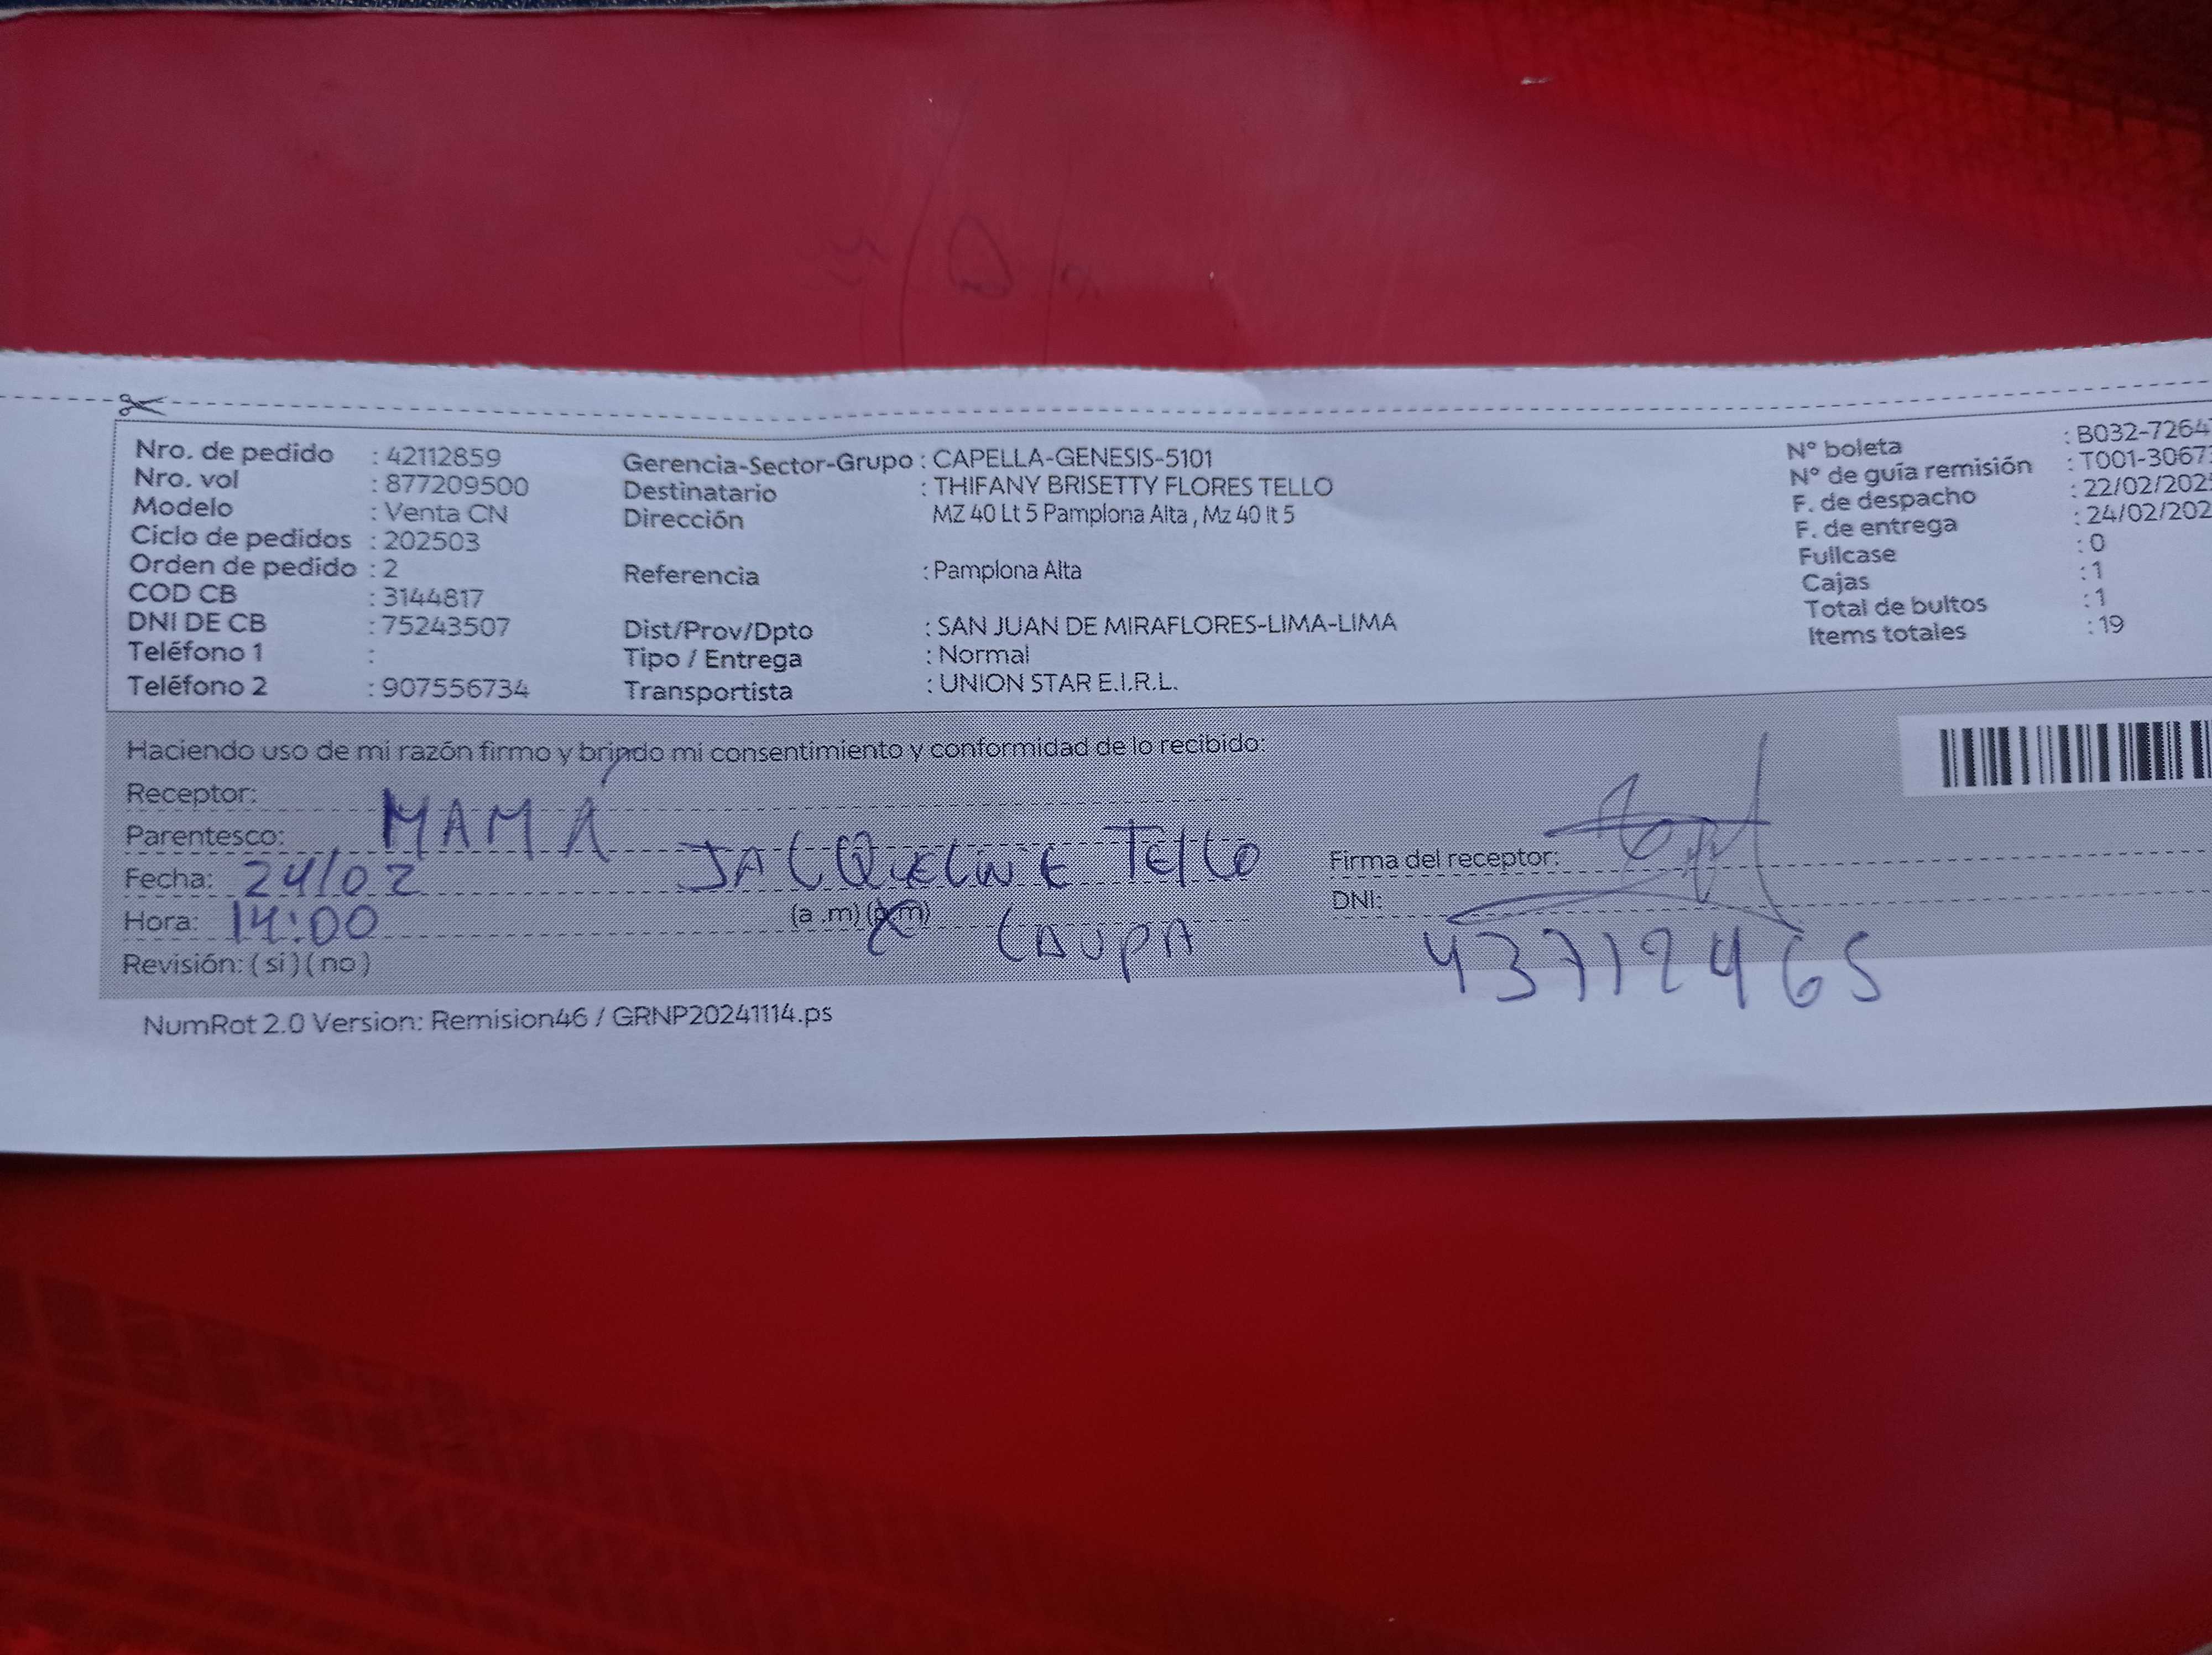 Nro. de pedido : 42112859
Nro. vol : 877209500
Modelo : Venta CN
Ciclo de pedidos : 202503
Orden de pedido : 2
COD CB : 3144817
DNI DE CB : 75243507
Teléfono 1 :
Teléfono 2 : 907556734
Gerencia-Sector-Grupo : CAPELLA-GENESIS-5101
Destinatario : THIFANY BRISETTY FLORES TELLO
Dirección MZ 40 Lt 5 Pamplona Alta , Mz 40 lt 5
Referencia : Pamplona Alta
Dist/Prov/Dpto : SAN JUAN DE MIRAFLORES-LIMA-LIMA
Tipo / Entrega : Normal
Transportista : UNION STAR E.I.R.L.
N° boleta : B032-7264
N° de guía remisión : T001-3067
F. de despacho : 22/02/202
F. de entrega : 24/02/202
Fullcase : 0
Cajas : 1
Total de bultos : 1
Items totales : 19
Haciendo uso de mi razón firmo y brindo mi consentimiento y conformidad de lo recibido:
Receptor:
Parentesco: MAMÁ
JACQUELINE TELLO
Fecha: 24/02
Hora: 14:00 (a .m) (p.m)
Revisión: ( si ) ( no )
Firma del receptor:
DNI: 43712465
NumRot 2.0 Version: Remision46 / GRNP20241114.ps